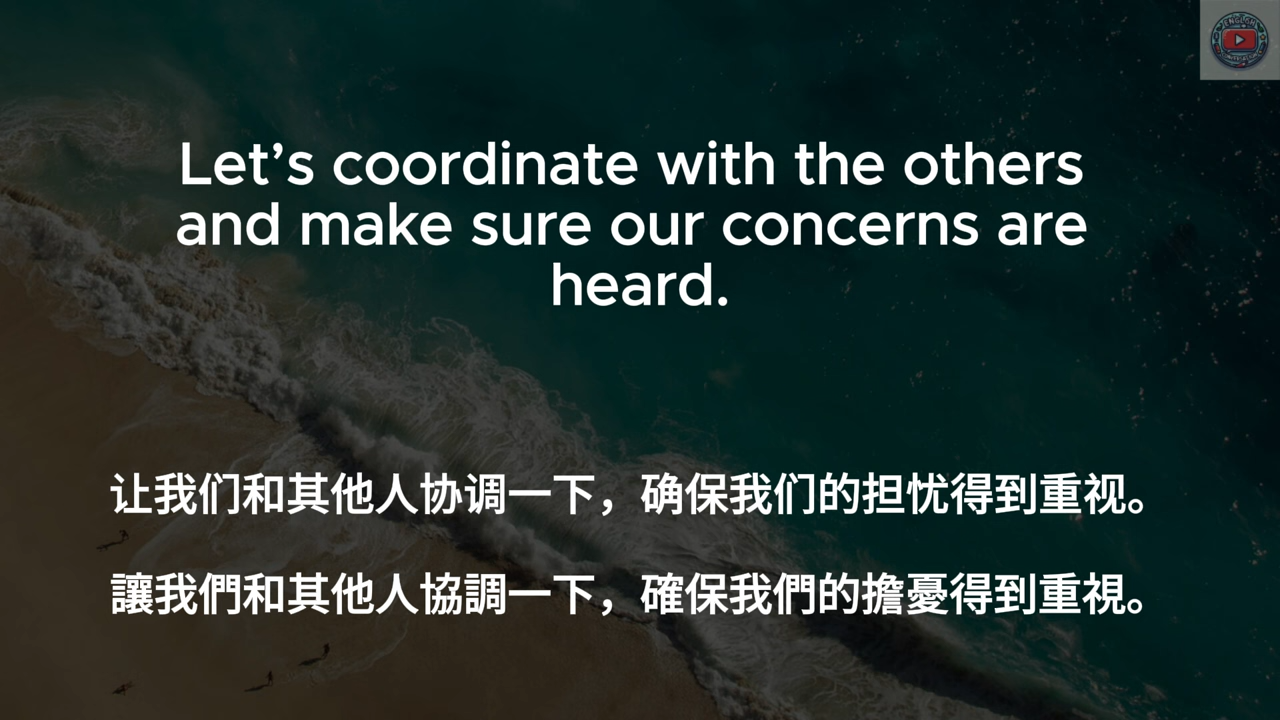 Let’s coordinate with the others
and make sure our concerns are
heard.
让我们和其他人协调一下，确保我们的担忧得到重视。
讓我們和其他人協調一下，確保我們的擔憂得到重視。